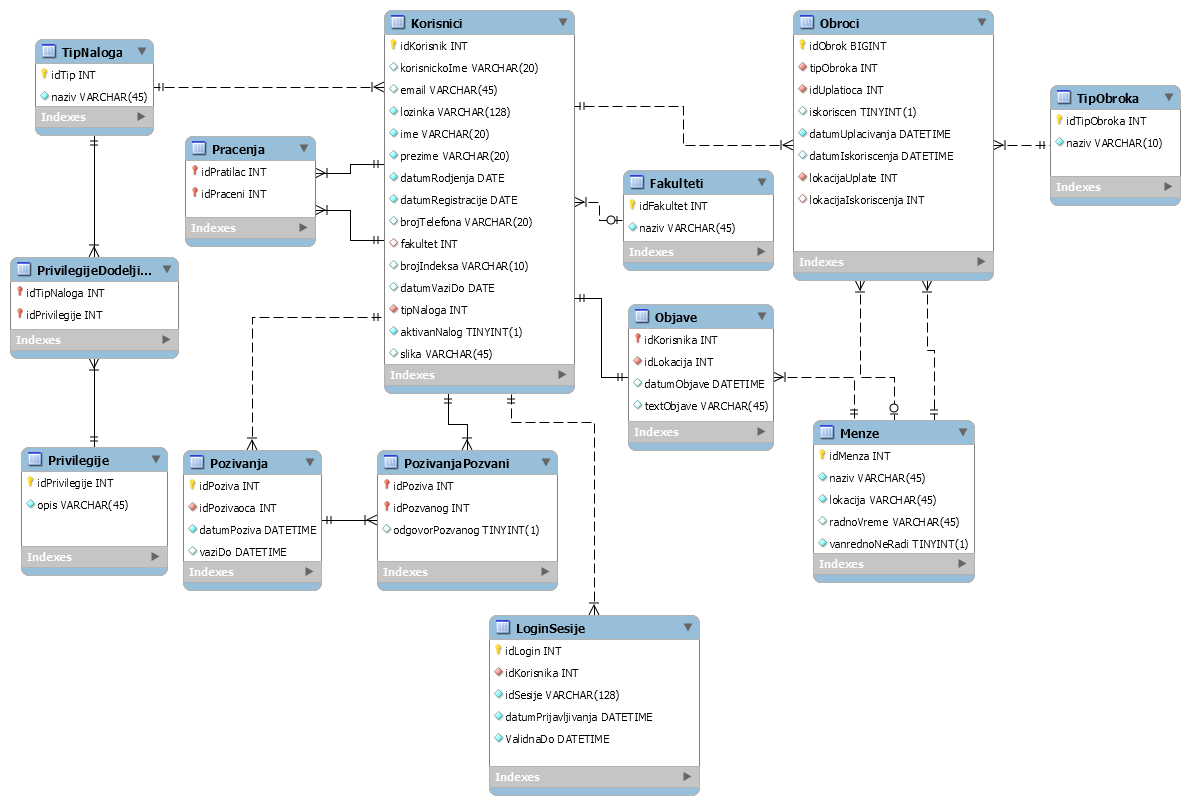 TipNaloga
idTip INT
naziv VARCHAR(45)
Indexes
Pracenja
idPratilac INT
idPraceni INT
Indexes
PrivilegijeDodelji...
idTipNaloga INT
idPrivilegije INT
Indexes
Privilegije
idPrivilegije INT
opis VARCHAR(45)
Indexes
Korisnici
idKorisnik INT
korisnickoIme VARCHAR(20)
email VARCHAR(45)
lozinka VARCHAR(128)
ime VARCHAR(20)
prezime VARCHAR(20)
datumRodjenja DATE
datumRegistracije DATE
brojTelefona VARCHAR(20)
fakultet INT
brojIndeksa VARCHAR(10)
datumVaziDo DATE
tipNaloga INT
aktivanNalog TINYINT(1)
slika VARCHAR(45)
Indexes
Pozivanja
idPoziva INT
idPozivaoca INT
datumPoziva DATETIME
vaziDo DATETIME
Indexes
PozivanjaPozvani
idPoziva INT
idPozvanog INT
odgovorPozvanog TINYINT(1)
Indexes
LoginSesije
idLogin INT
idKorisnika INT
idSesije VARCHAR(128)
datumPrijavljivanja DATETIME
ValidnaDo DATETIME
Indexes
Fakulteti
idFakultet INT
naziv VARCHAR(45)
Indexes
Objave
idKorisnika INT
idLokacija INT
datumObjave DATETIME
textObjave VARCHAR(45)
Indexes
Obroci
idObrok BIGINT
tipObroka INT
idUplatioca INT
iskoriscen TINYINT(1)
datumUplacivanja DATETIME
datumIskoriscenja DATETIME
lokacijaUplate INT
lokacijaIskoriscenja INT
Indexes
TipObroka
idTipObroka INT
naziv VARCHAR(10)
Indexes
Menze
idMenza INT
naziv VARCHAR(45)
lokacija VARCHAR(45)
radnoVreme VARCHAR(45)
vanrednoNeRadi TINYINT(1)
Indexes